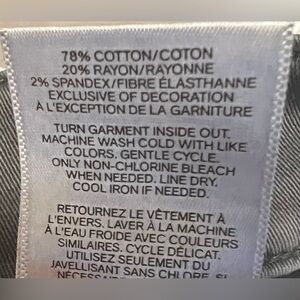 78% COTTON/COTON
20% RAYON/RAYONNE
2% SPANDEX/FIBRE ÉLASTHANNE
EXCLUSIVE OF DECORATION
À L'EXCEPTION DE LA GARNITURE
TURN GARMENT INSIDE OUT.
MACHINE WASH COLD WITH LIKE
COLORS. GENTLE CYCLE.
ONLY NON-CHLORINE BLEACH
WHEN NEEDED. LINE DRY.
COOL IRON IF NEEDED.
RETOURNEZ LE VÊTEMENT À
L'ENVERS. LAVER À LA MACHINE
À L'EAU FROIDE AVEC COULEURS
SIMILAIRES. CYCLE DÉLICAT.
UTILISEZ SEULEMENT DU
JAVELLISANT SANS CHLORE, SI
NÉCESSAIRE